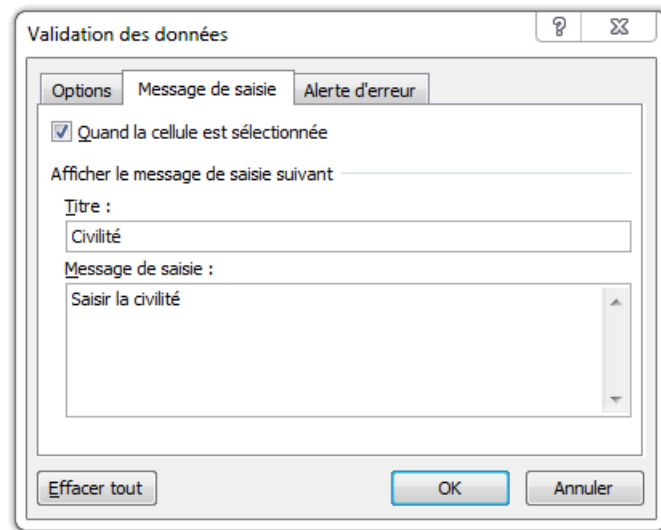 Validation des données
Options Message de saisie Alerte d'erreur
Quand la cellule est sélectionnée
Afficher le message de saisie suivant
Titre :
Civilité
Message de saisie :
Saisir la civilité
Effacer tout OK Annuler